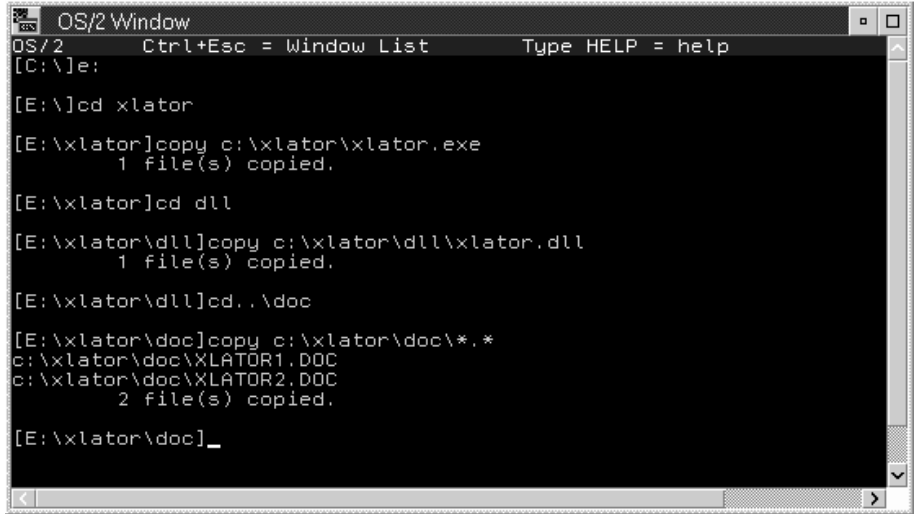 OS/2 Window
OS/2 Ctrl+Esc = Window List Type HELP = help
[C:\]e:
[E:\]cd xlator
[E:\xlator]copy c:\xlator\xlator.exe
1 file(s) copied.
[E:\xlator]cd dll
[E:\xlator\dll]copy c:\xlator\dll\xlator.dll
1 file(s) copied.
[E:\xlator\dll]cd..\doc
[E:\xlator\doc]copy c:\xlator\doc\*.*
c:\xlator\doc\XLATOR1.DOC
c:\xlator\doc\XLATOR2.DOC
2 file(s) copied.
[E:\xlator\doc]_